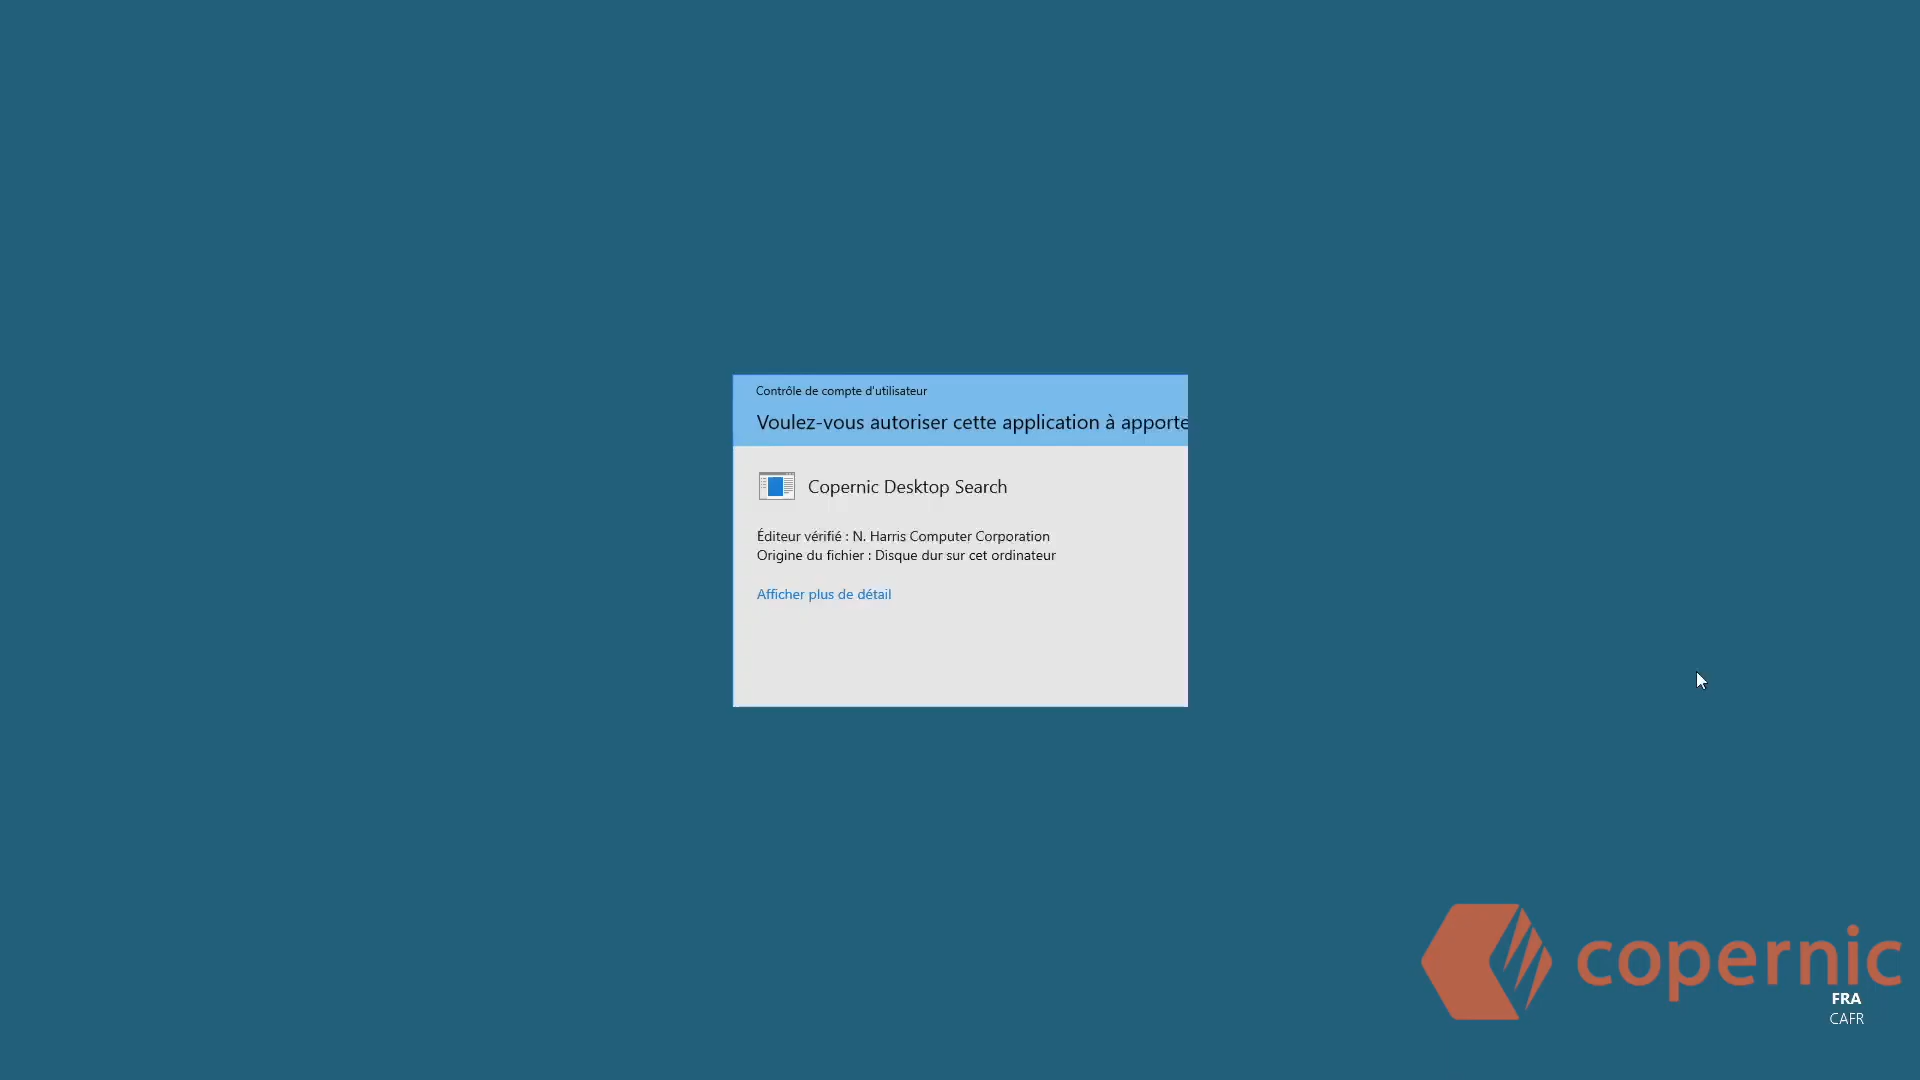 Contrôle de compte d'utilisateur
Voulez-vous autoriser cette application à apporte
Copernic Desktop Search
Éditeur vérifié : N. Harris Computer Corporation
Origine du fichier : Disque dur sur cet ordinateur
Afficher plus de détail
copernic
FRA
CAFR